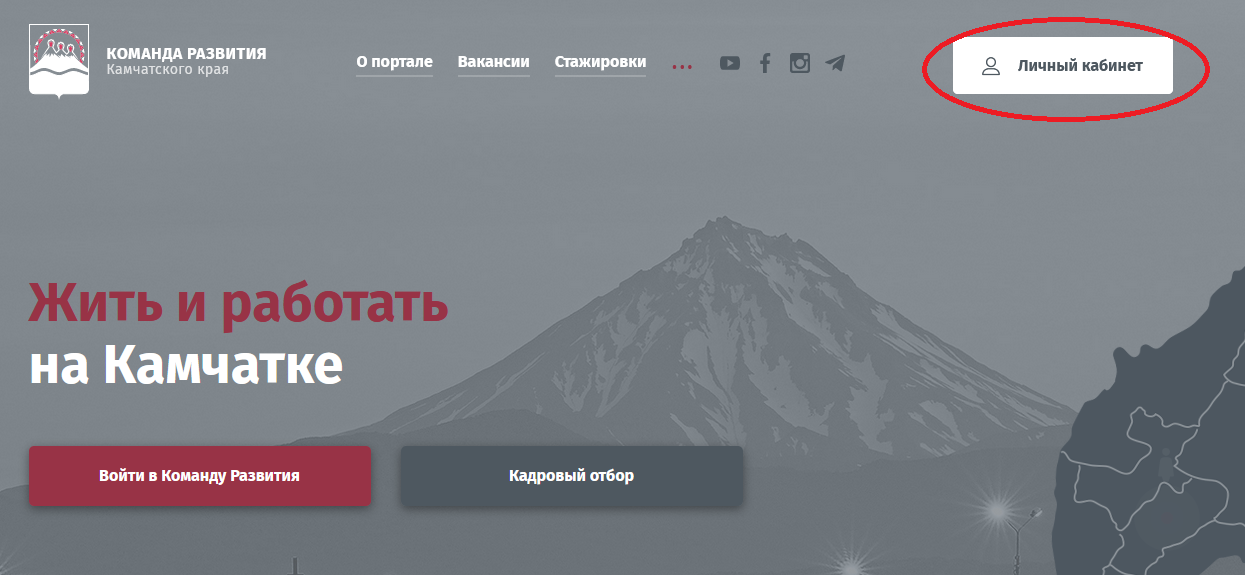 КОМАНДА РАЗВИТИЯ
Камчатского края
О портале Вакансии Стажировки ...
Личный кабинет
Жить и работать
на Камчатке
Войти в Команду Развития
Кадровый отбор